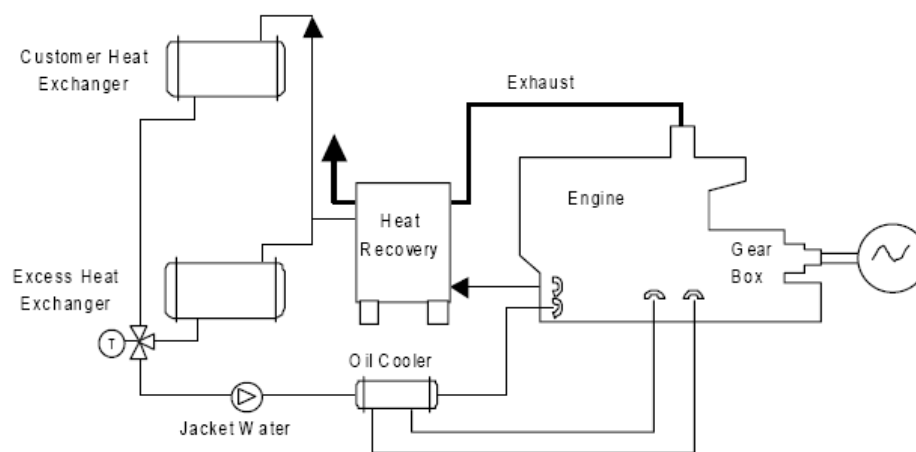 Customer Heat
Exchanger
Exhaust
Engine
Heat
Recovery
Gear
Box
Excess Heat
Exchanger
T
Oil Cooler
Jacket Water